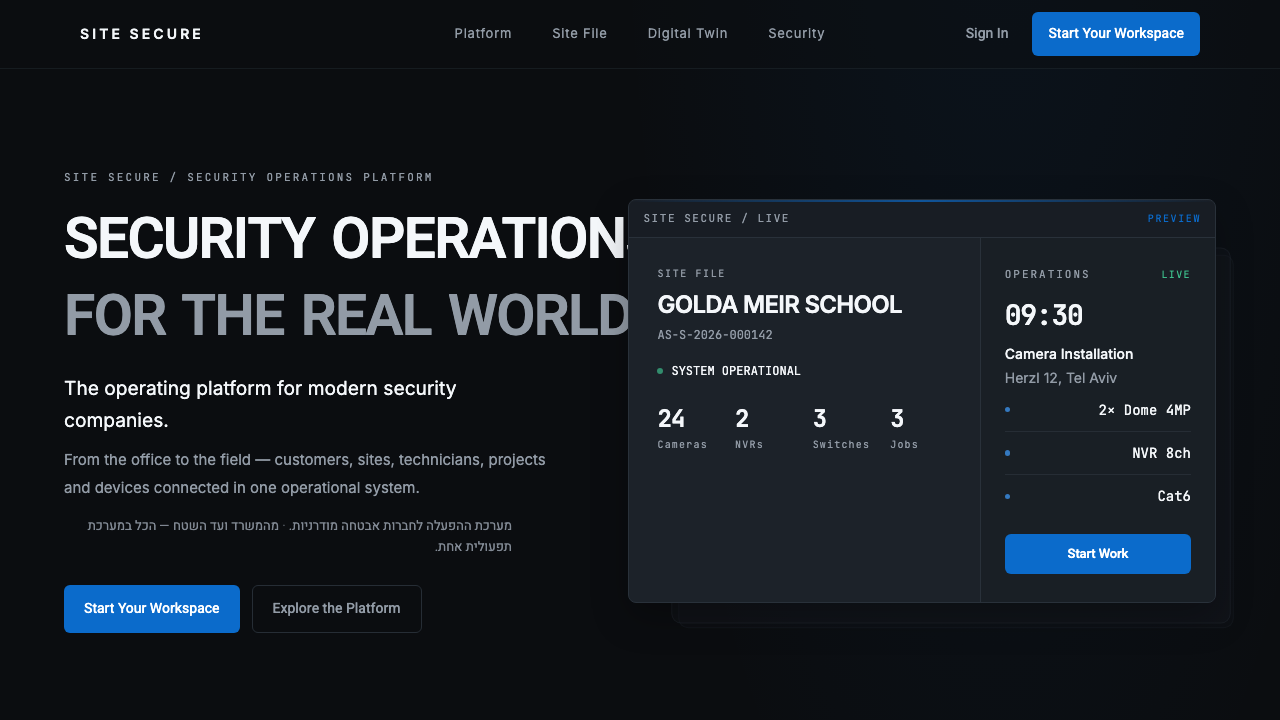 SITE SECURE
Platform
Site File
Digital Twin
Security
Sign In
Start Your Workspace
SITE SECURE / SECURITY OPERATIONS PLATFORM
SECURITY OPERATION
FOR THE REAL WORLD
The operating platform for modern security
companies.
From the office to the field — customers, sites, technicians, projects
and devices connected in one operational system.
מערכת ההפעלה לחברות אבטחה מודרניות. · מהמשרד ועד השטח — הכל במערכת
תפעולית אחת.
Start Your Workspace
Explore the Platform
SITE SECURE / LIVE
PREVIEW
SITE FILE
GOLDA MEIR SCHOOL
AS-S-2026-000142
SYSTEM OPERATIONAL
24
2
3
3
Cameras
NVRs
Switches
Jobs
OPERATIONS
LIVE
09:30
Camera Installation
Herzl 12, Tel Aviv
2× Dome 4MP
NVR 8ch
Cat6
Start Work